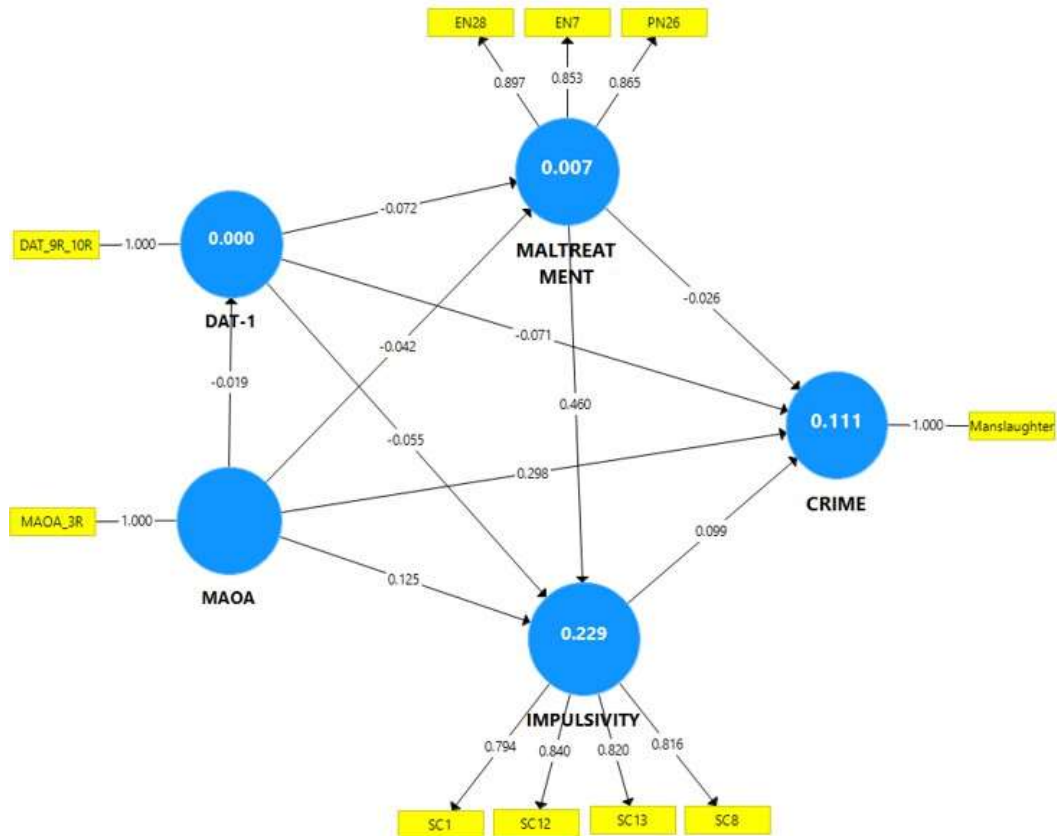 EN28 EN7 PN26
0.897 0.853 0.865
0.007
MALTREAT
MENT
DAT_9R_10R 1.000 0.000
DAT-1
-0.072
-0.026
-0.071
-0.042
-0.019
0.460
-0.055
0.111 1.000 Manslaughter
CRIME
0.298
MAOA_3R 1.000
MAOA
0.099
0.125
0.229
IMPULSIVITY
0.794 0.840 0.820 0.816
SC1 SC12 SC13 SC8